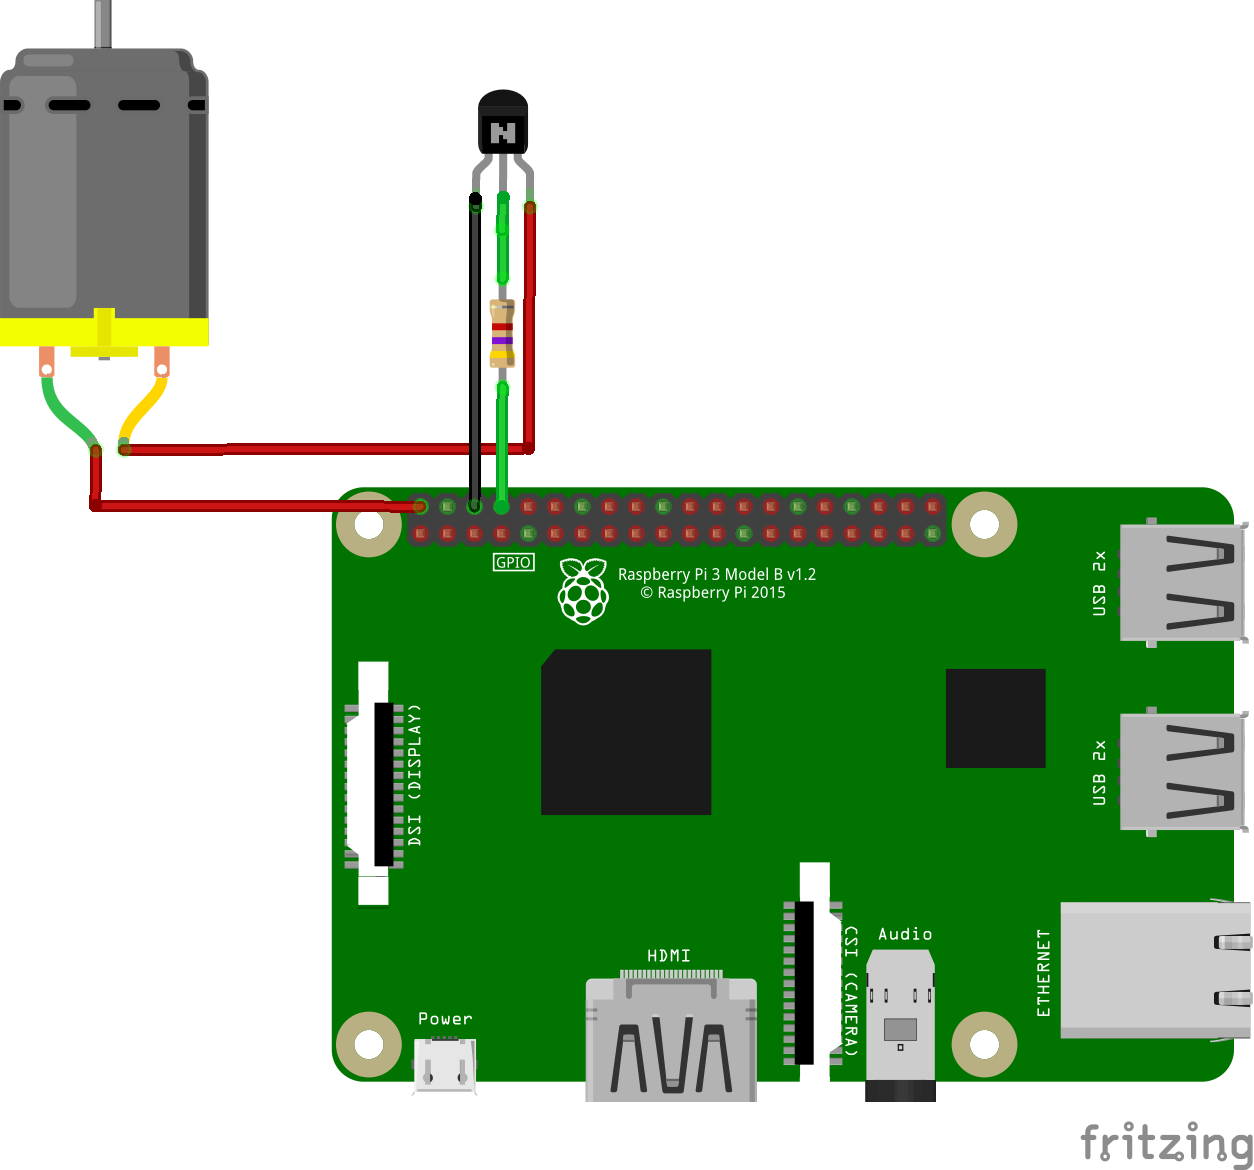 N
GPIO
Raspberry Pi 3 Model B v1.2
© Raspberry Pi 2015
USB 2x
DSI (DISPLAY)
USB 2x
HDMI
CSI (CAMERA)
Audio
ETHERNET
Power
fritzing